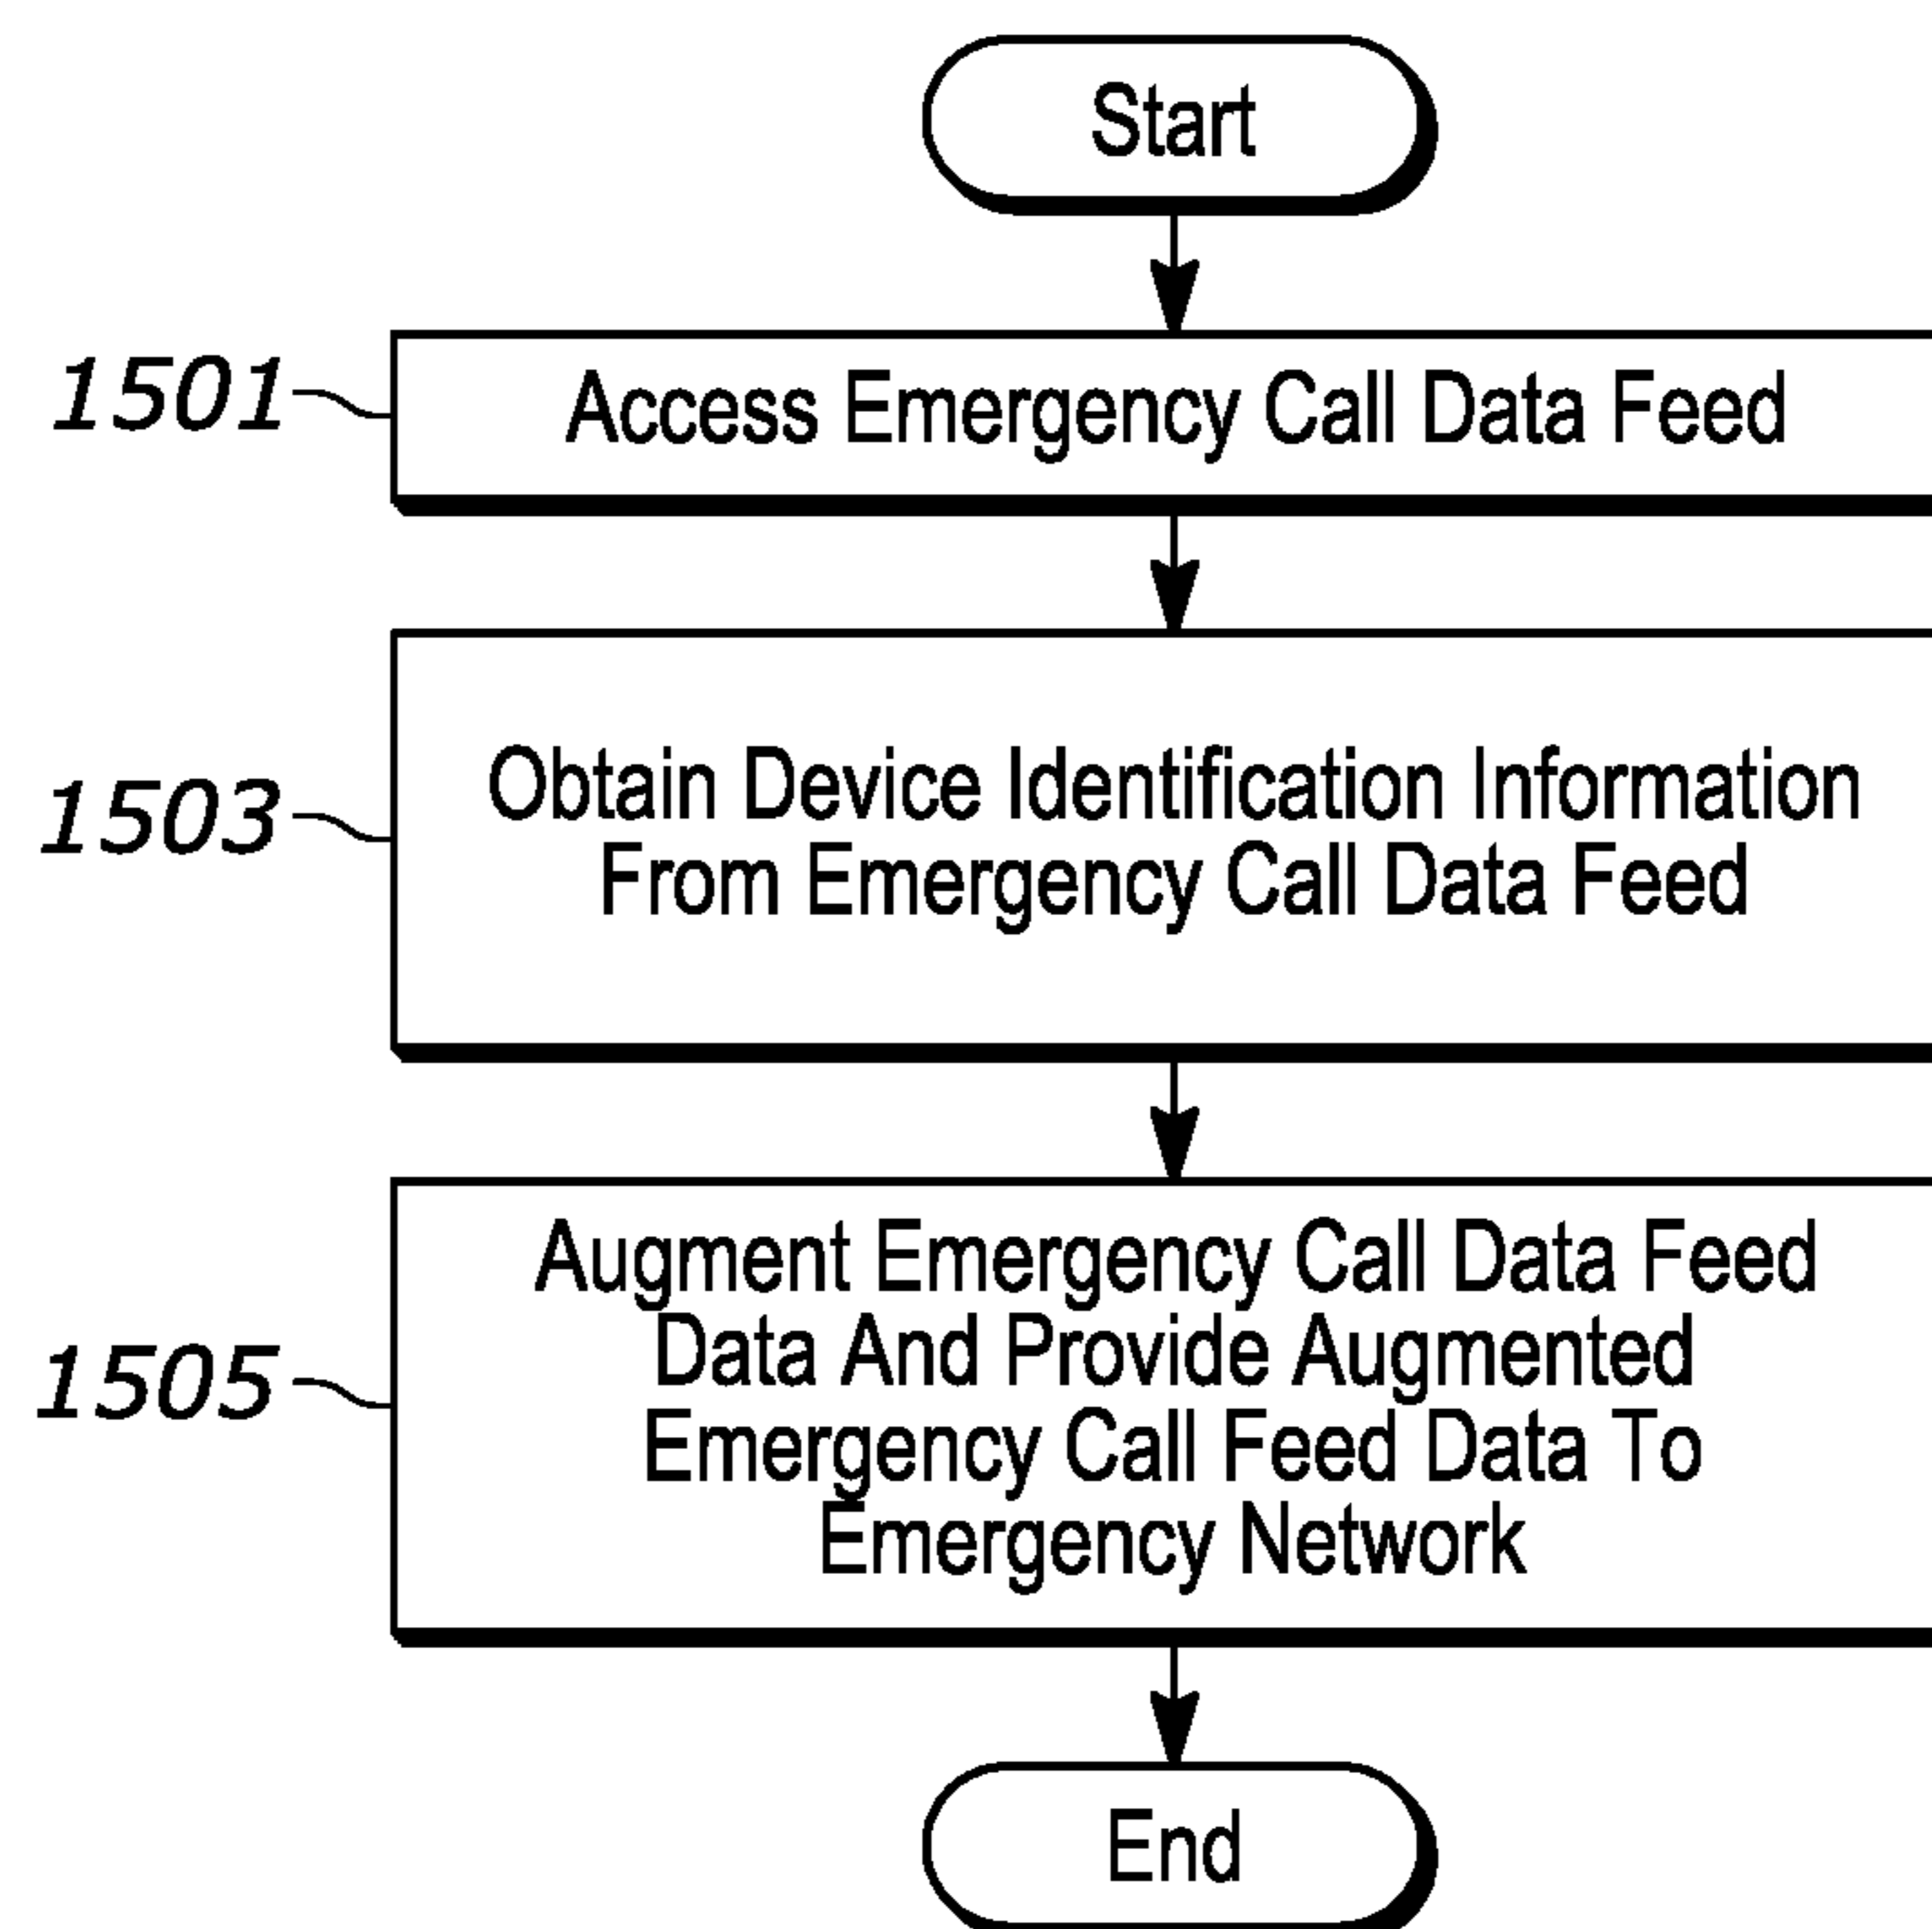 Start
1501
Access Emergency Call Data Feed
1503
Obtain Device Identification Information
From Emergency Call Data Feed
1505
Augment Emergency Call Data Feed
Data And Provide Augmented
Emergency Call Feed Data To
Emergency Network
End